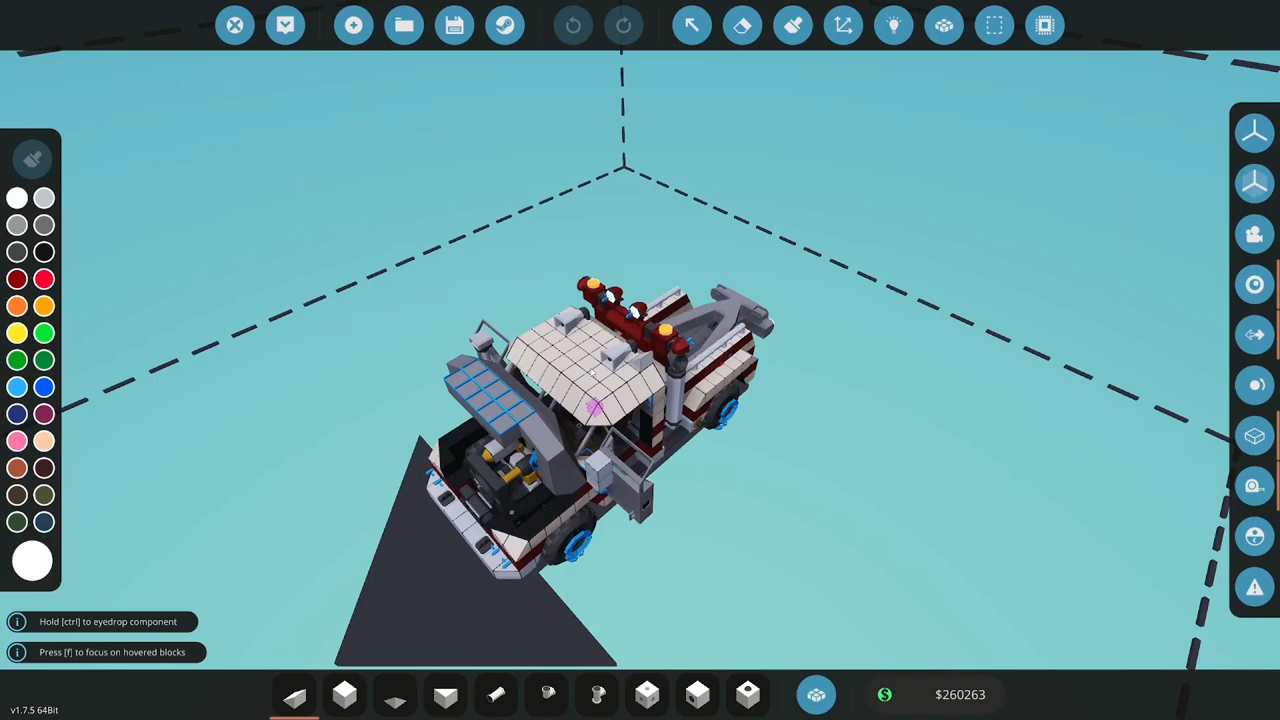 Hold [ctrl] to eyedrop component
Press [f] to focus on hovered blocks
$260263
v1.7.5 64Bit